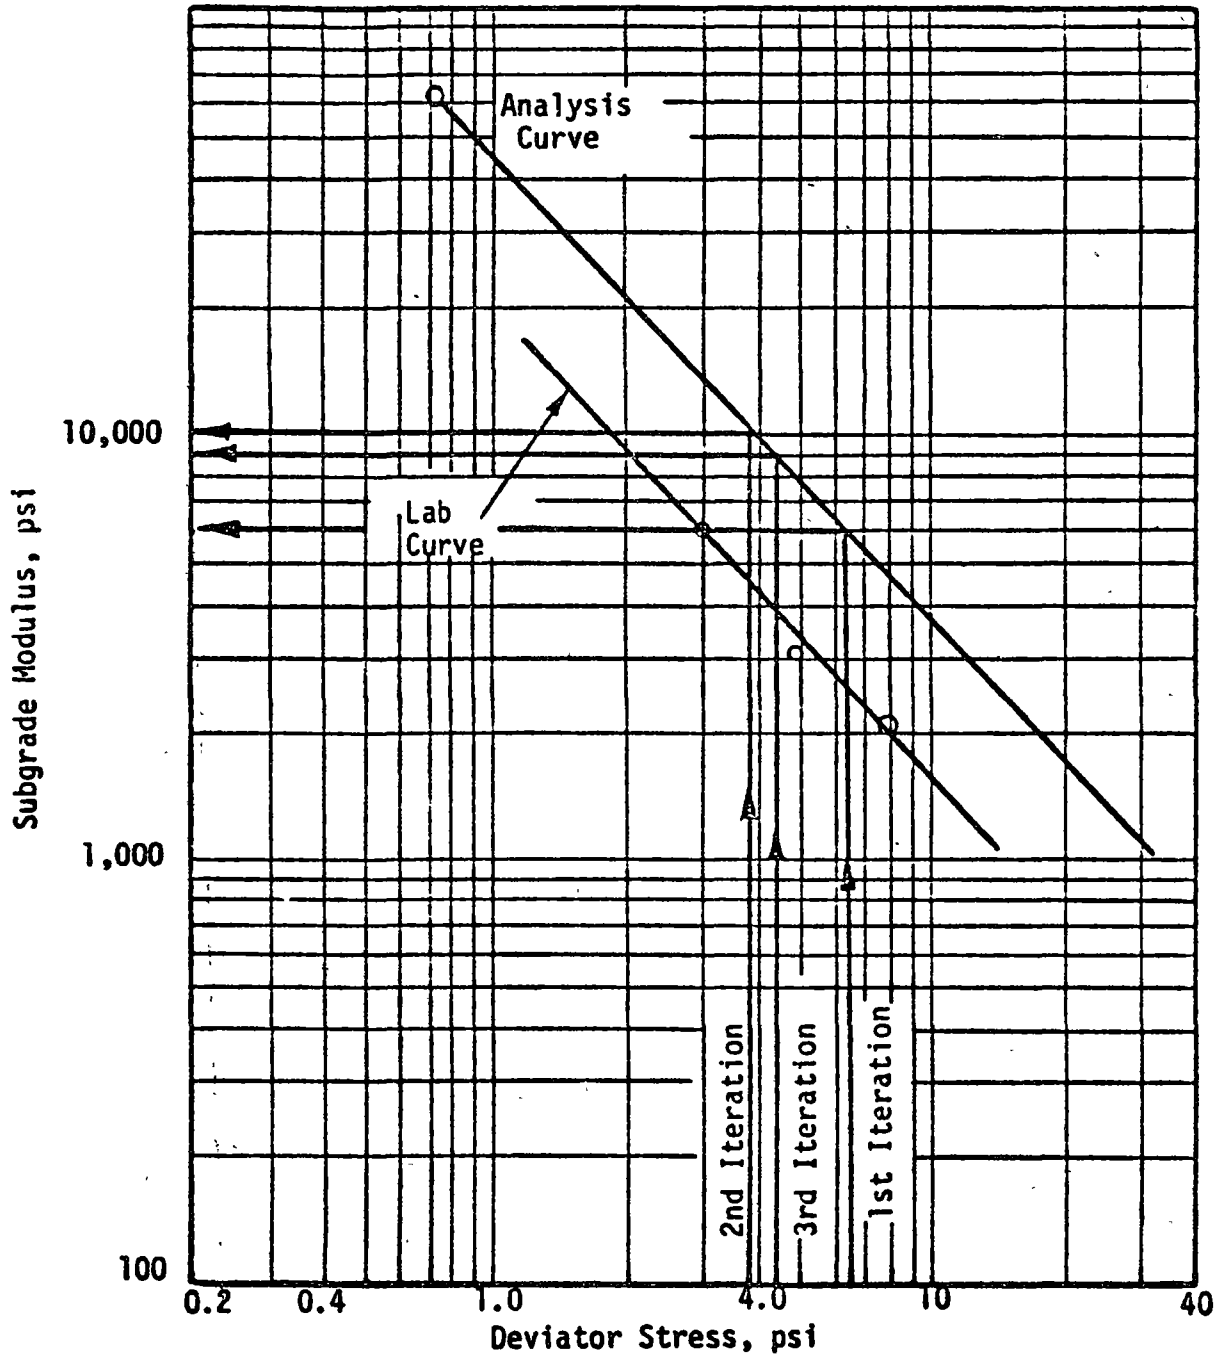 Analysis
Curve
Lab
Curve
Subgrade Modulus, psi
10,000
1,000
100
2nd Iteration
3rd Iteration
1st Iteration
0.2
0.4
1.0
4.0
10
40
Deviator Stress, psi